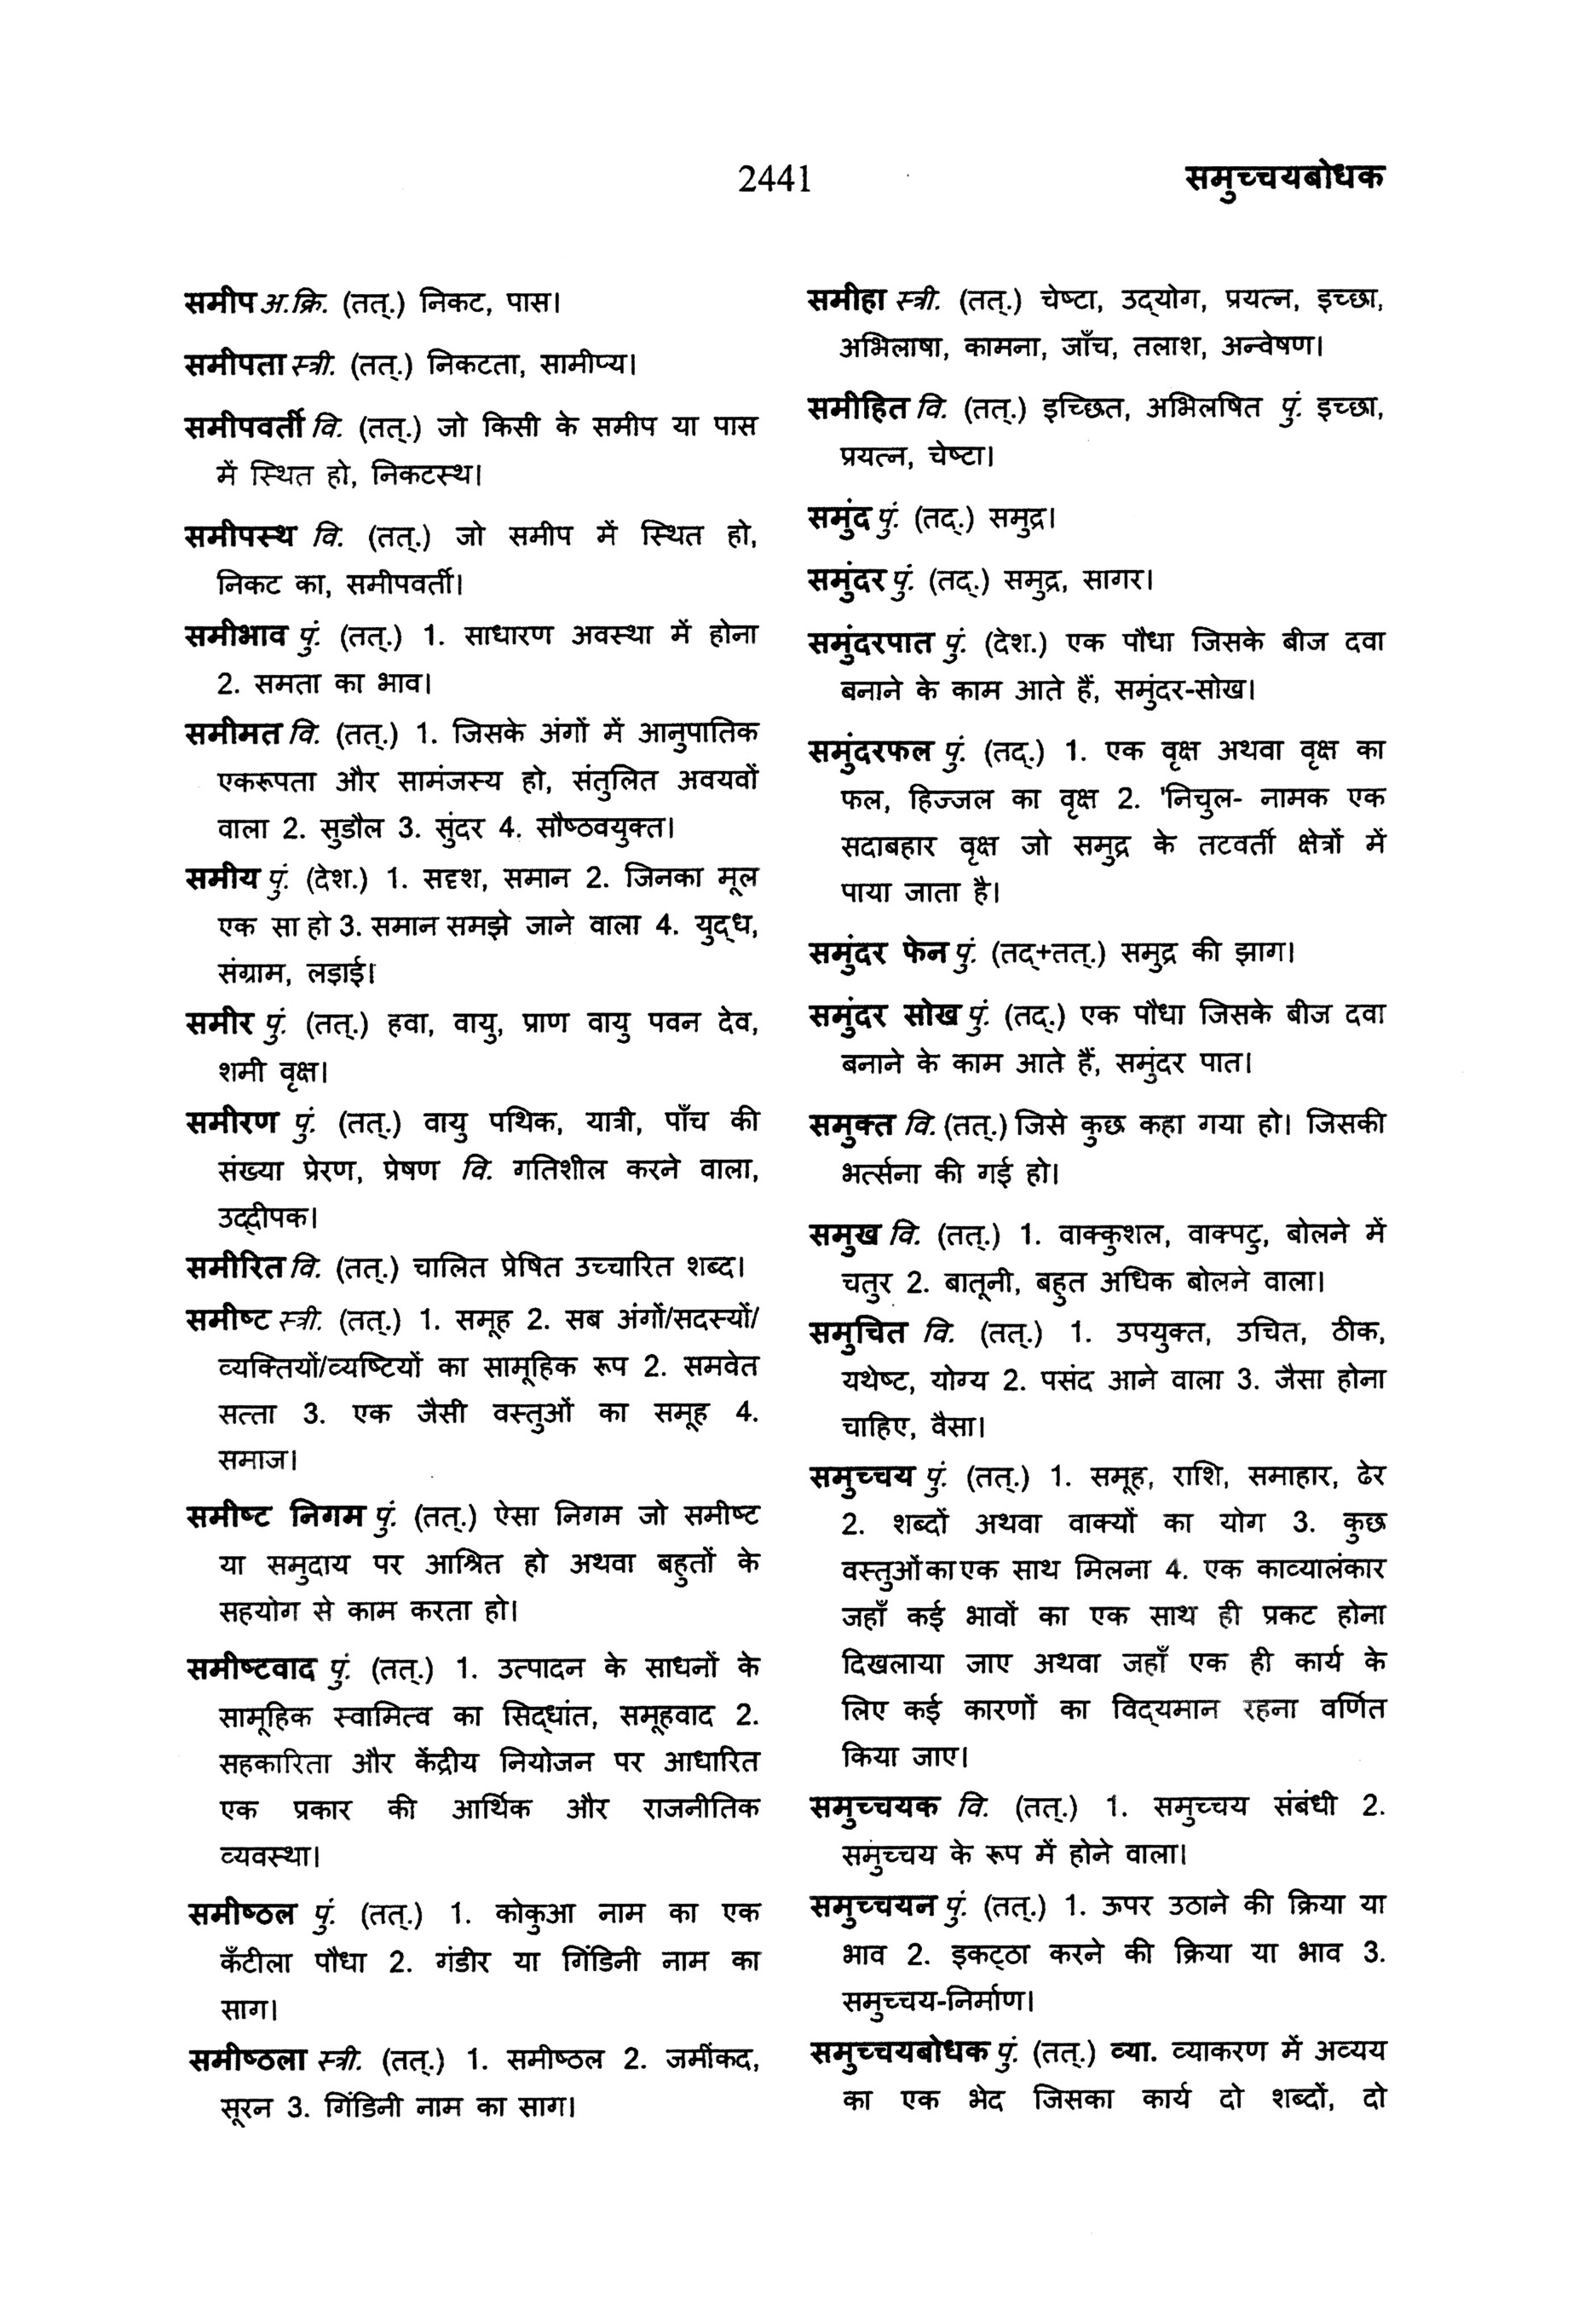 2441
समुच्चयबोधक
समीप अ.क्रि. (तत्.) निकट, पास।
समीपता स्त्री. (तत्.) निकटता, सामीप्य।
समीपवर्ती वि. (तत्.) जो किसी के समीप या पास
में स्थित हो, निकटस्थ।
समीपस्थ वि. (तत्.) जो समीप में स्थित हो,
निकट का, समीपवर्ती।
समीभाव पुं. (तत्.) 1. साधारण अवस्था में होना
2. समता का भाव।
समीमत वि. (तत्.) 1. जिसके अंगों में आनुपातिक
एकरूपता और सामंजस्य हो, संतुलित अवयवों
वाला 2. सुडौल 3. सुंदर 4. सौष्ठवयुक्त।
समीय पुं. (देश.) 1. सदृश, समान 2. जिनका मूल
एक सा हो 3. समान समझे जाने वाला 4. युद्ध,
संग्राम, लड़ाई।
समीर पुं. (तत्.) हवा, वायु, प्राण वायु पवन देव,
शमी वृक्ष।
समीरण पुं. (तत्.) वायु पथिक, यात्री, पाँच की
संख्या प्रेरण, प्रेषण वि. गतिशील करने वाला,
उद्दीपक।
समीरित वि. (तत्.) चालित प्रेषित उच्चारित शब्द।
समीष्ट स्त्री. (तत्.) 1. समूह 2. सब अंगों/सदस्यों/
व्यक्तियों/व्यष्टियों का सामूहिक रूप 2. समवेत
सत्ता 3. एक जैसी वस्तुओं का समूह 4.
समाज।
समीष्ट निगम पुं. (तत्.) ऐसा निगम जो समीष्ट
या समुदाय पर आश्रित हो अथवा बहुतों के
सहयोग से काम करता हो।
समीष्टवाद पुं. (तत्.) 1. उत्पादन के साधनों के
सामूहिक स्वामित्व का सिद्धांत, समूहवाद 2.
सहकारिता और केंद्रीय नियोजन पर आधारित
एक प्रकार की आर्थिक और राजनीतिक
व्यवस्था।
समीष्ठल पुं. (तत्.) 1. कोकुआ नाम का एक
कँटीला पौधा 2. गंडीर या गिंडिनी नाम का
साग।
समीष्ठला स्त्री. (तत्.) 1. समीष्ठल 2. जमींकद,
सूरन 3. गिंडिनी नाम का साग।
समीहा स्त्री. (तत्.) चेष्टा, उद्योग, प्रयत्न, इच्छा,
अभिलाषा, कामना, जाँच, तलाश, अन्वेषण।
समीहित वि. (तत्.) इच्छित, अभिलषित पुं. इच्छा,
प्रयत्न, चेष्टा।
समुंद पुं. (तद्.) समुद्र।
समुंदर पुं. (तद्.) समुद्र, सागर।
समुंदरपात पुं. (देश.) एक पौधा जिसके बीज दवा
बनाने के काम आते हैं, समुंदर-सोख।
समुंदरफल पुं. (तद्.) 1. एक वृक्ष अथवा वृक्ष का
फल, हिज्जल का वृक्ष 2. 'निचुल- नामक एक
सदाबहार वृक्ष जो समुद्र के तटवर्ती क्षेत्रों में
पाया जाता है।
समुंदर फेन पुं. (तद्+तत्.) समुद्र की झाग।
समुंदर सोख पुं. (तद्.) एक पौधा जिसके बीज दवा
बनाने के काम आते हैं, समुंदर पात।
समुक्त वि. (तत्.) जिसे कुछ कहा गया हो। जिसकी
भर्त्सना की गई हो।
समुख वि. (तत्.) 1. वाक्कुशल, वाक्पटु, बोलने में
चतुर 2. बातूनी, बहुत अधिक बोलने वाला।
समुचित वि. (तत्.) 1. उपयुक्त, उचित, ठीक,
यथेष्ट, योग्य 2. पसंद आने वाला 3. जैसा होना
चाहिए, वैसा।
समुच्चय पुं. (तत्.) 1. समूह, राशि, समाहार, ढेर
2. शब्दों अथवा वाक्यों का योग 3. कुछ
वस्तुओं का एक साथ मिलना 4. एक काव्यालंकार
जहाँ कई भावों का एक साथ ही प्रकट होना
दिखलाया जाए अथवा जहाँ एक ही कार्य के
लिए कई कारणों का विद्यमान रहना वर्णित
किया जाए।
समुच्चयक वि. (तत्.) 1. समुच्चय संबंधी 2.
समुच्चय के रूप में होने वाला।
समुच्चयन पुं. (तत्.) 1. ऊपर उठाने की क्रिया या
भाव 2. इकट्ठा करने की क्रिया या भाव 3.
समुच्चय-निर्माण।
समुच्चयबोधक पुं. (तत्.) व्या. व्याकरण में अव्यय
का एक भेद जिसका कार्य दो शब्दों, दो